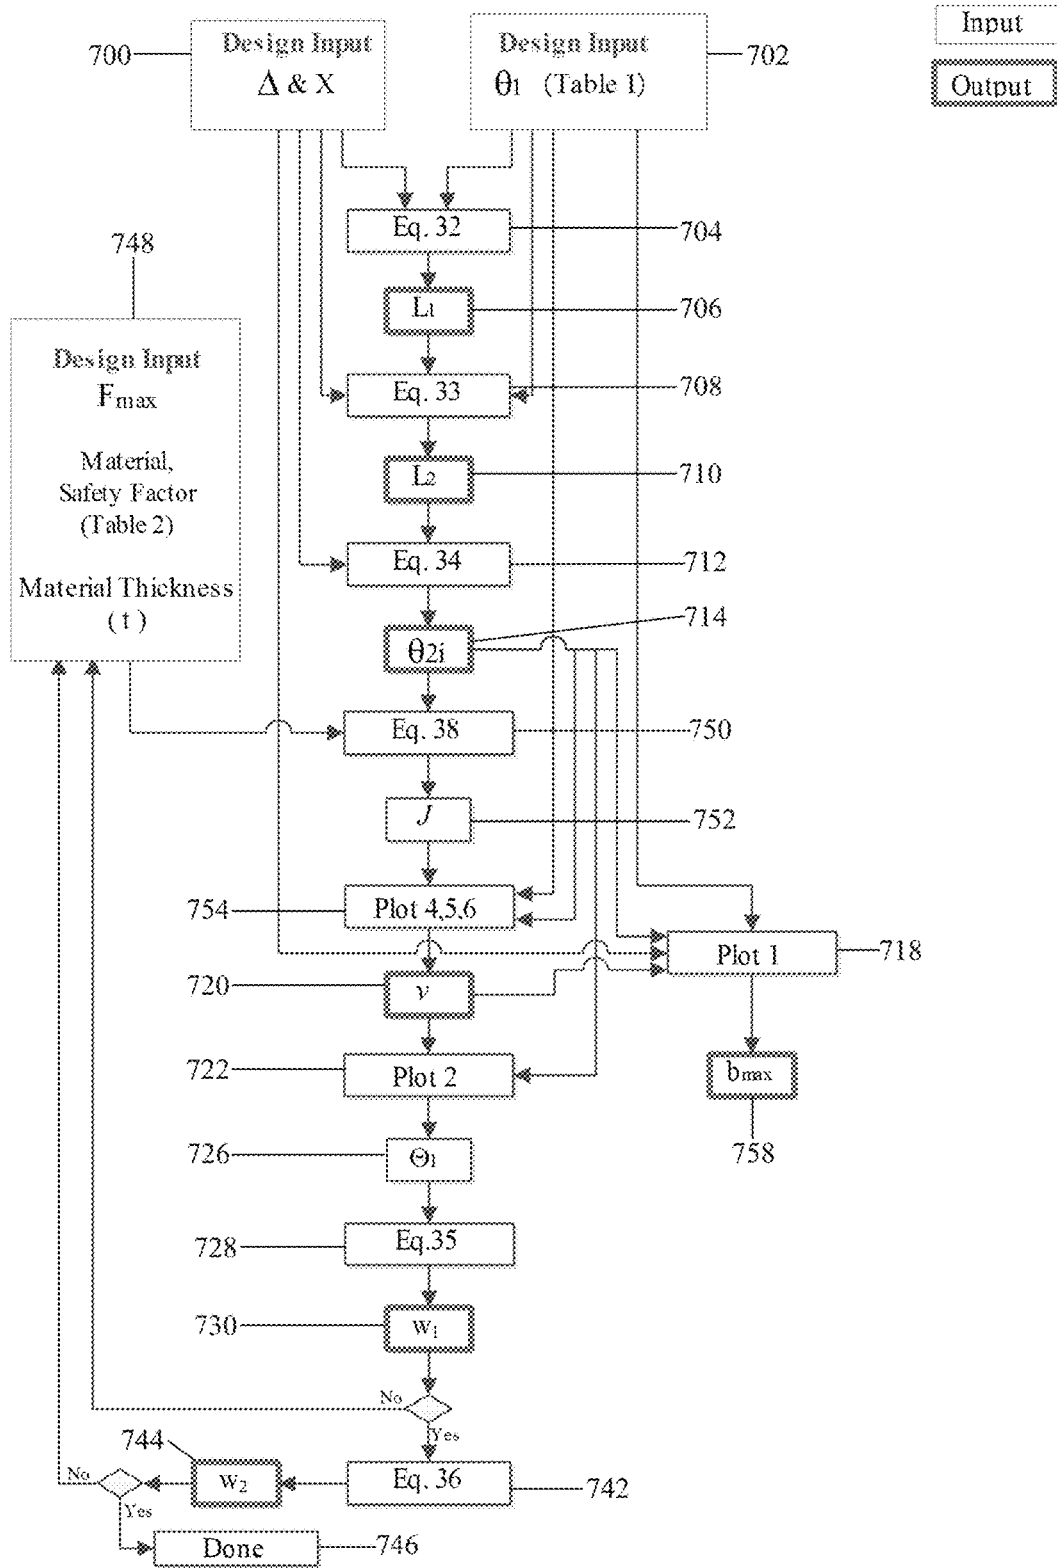 700
Design Input
Δ & X
Design Input
θ1 (Table 1)
702
Input
Output
Eq. 32
704
748
L1
706
Design Input
Fmax
Material,
Safety Factor
(Table 2)
Material Thickness
( t )
Eq. 33
708
L2
710
Eq. 34
712
θ2i
714
Eq. 38
750
J
752
754
Plot 4,5,6
Plot 1
718
720
v
722
Plot 2
bmax
758
726
Θ1
728
Eq.35
730
w1
No
Yes
744
No
w2
Eq. 36
742
Yes
Done
746